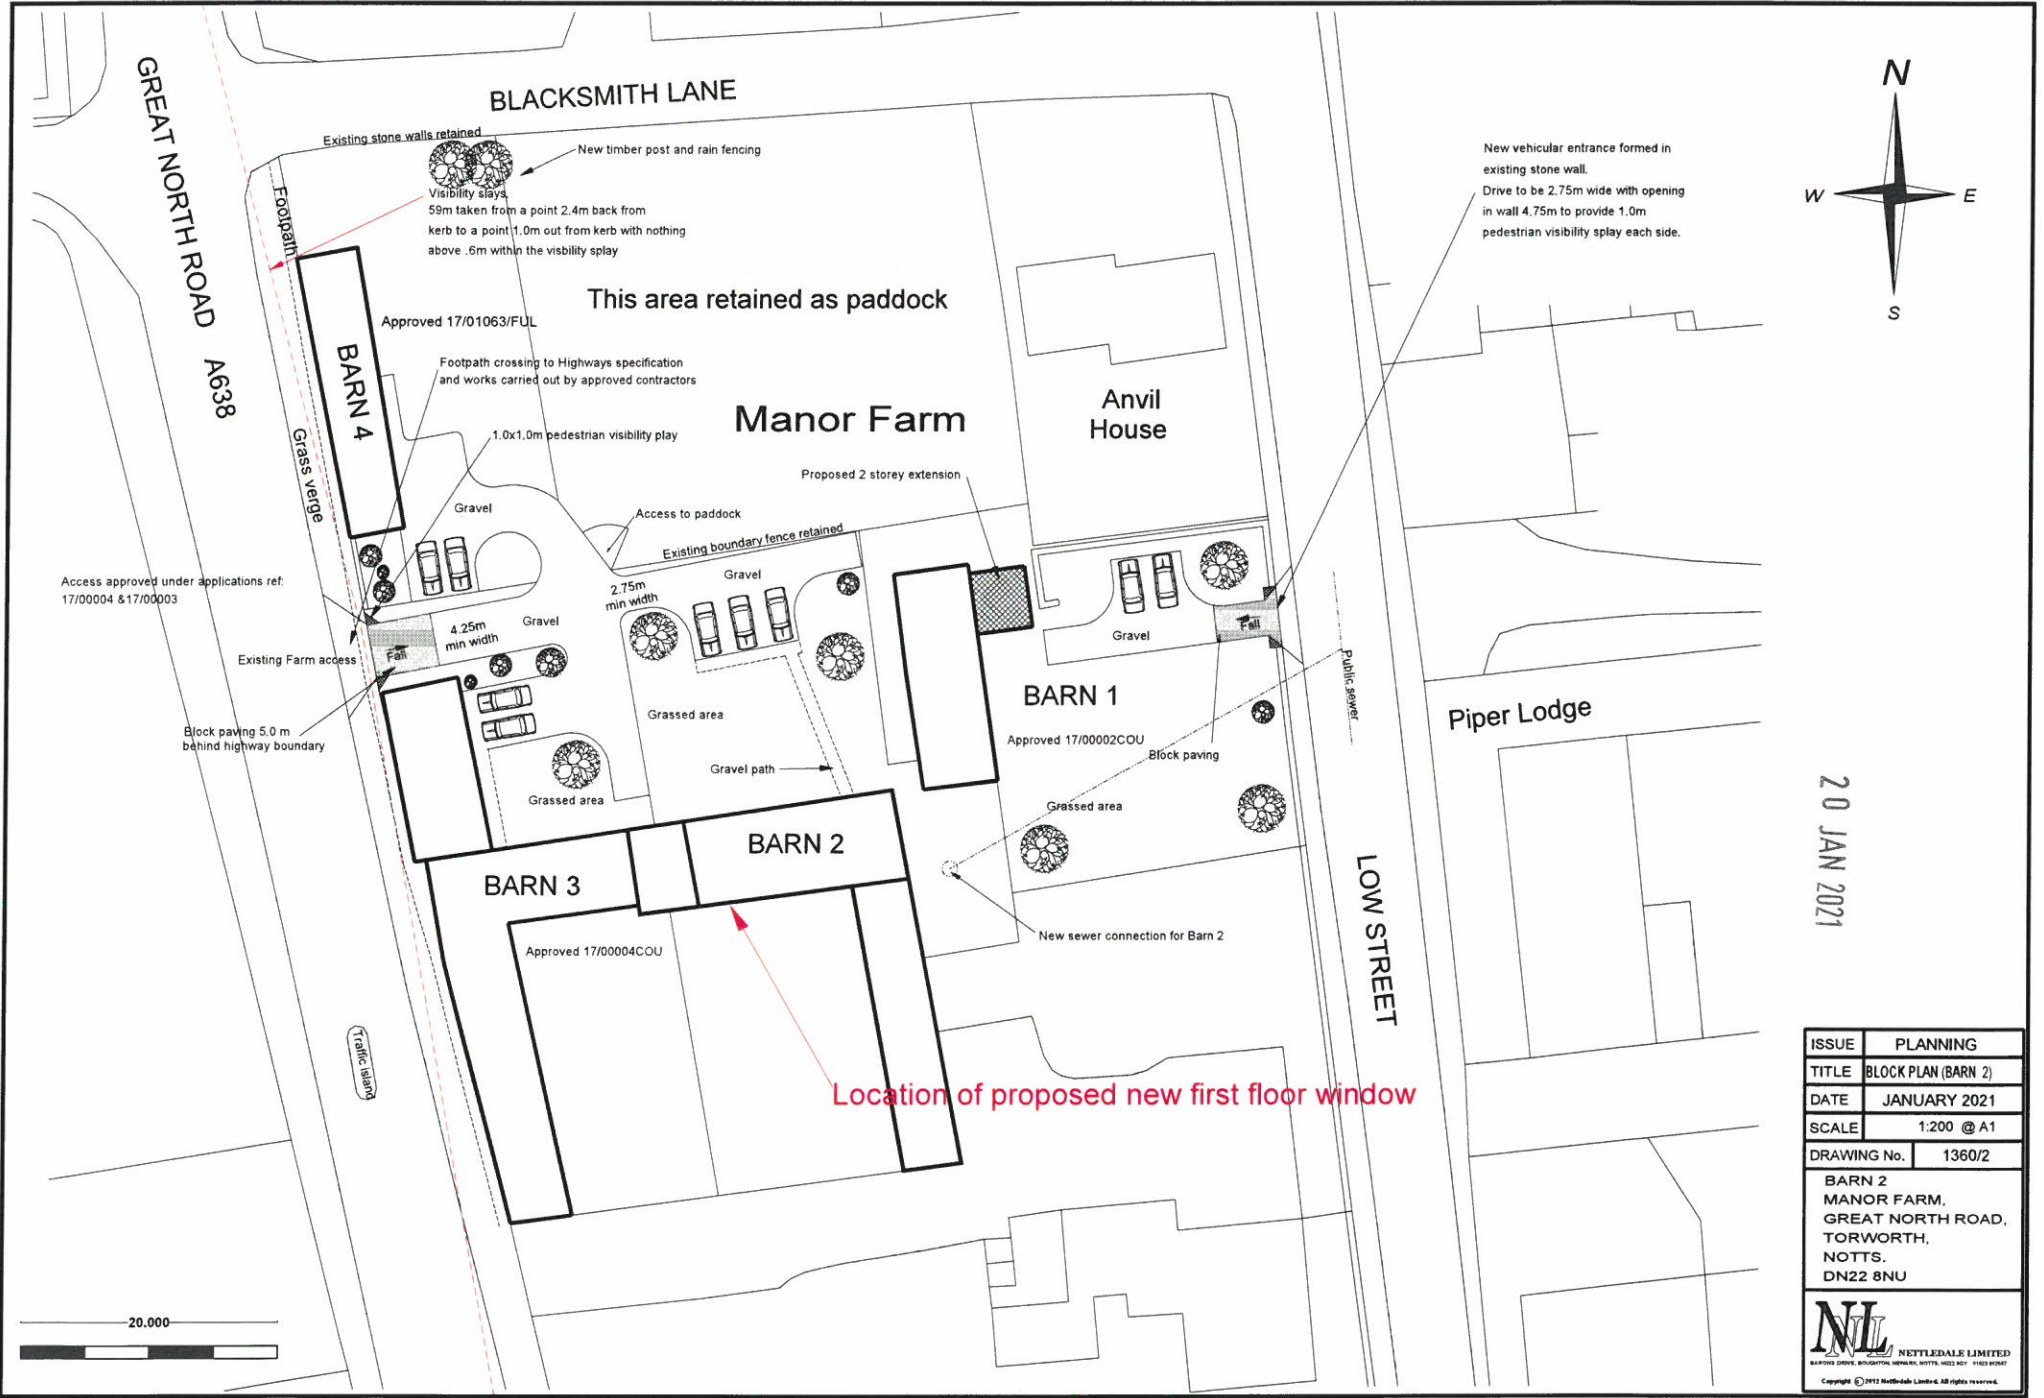 BLACKSMITH LANE
GREAT NORTH ROAD A638
Existing stone walls retained
New timber post and rain fencing
Footpath
Visibility slays,
59m taken from a point 2.4m back from
kerb to a point 1.0m out from kerb with nothing
above .6m within the visbility splay
New vehicular entrance formed in
existing stone wall.
Drive to be 2.75m wide with opening
in wall 4.75m to provide 1.0m
pedestrian visibility splay each side.
N
W
E
S
This area retained as paddock
Approved 17/01063/FUL
BARN 4
Footpath crossing to Highways specification
and works carried out by approved contractors
Manor Farm
Anvil
House
1.0x1.0m pedestrian visibility play
Grass verge
Proposed 2 storey extension
Gravel
Access to paddock
Existing boundary fence retained
Access approved under applications ref:
17/00004 &17/00003
2.75m
min width
Gravel
4.25m
min width
Gravel
Fall
Existing Farm access
Gravel
Fall
Public sewer
BARN 1
Approved 17/00002COU
Piper Lodge
Block paving 5.0 m
behind highway boundary
Grassed area
Gravel path
Block paving
Grassed area
Grassed area
BARN 2
BARN 3
LOW STREET
20 JAN 2021
Approved 17/00004COU
New sewer connection for Barn 2
Traffic island
Location of proposed new first floor window
ISSUE PLANNING
TITLE BLOCK PLAN (BARN 2)
DATE JANUARY 2021
SCALE 1:200 @ A1
DRAWING No. 1360/2
BARN 2
MANOR FARM,
GREAT NORTH ROAD,
TORWORTH,
NOTTS.
DN22 8NU
20.000
NL
NETTLEDALE LIMITED
Copyright © 2012 Nettledale Limited. All rights reserved.